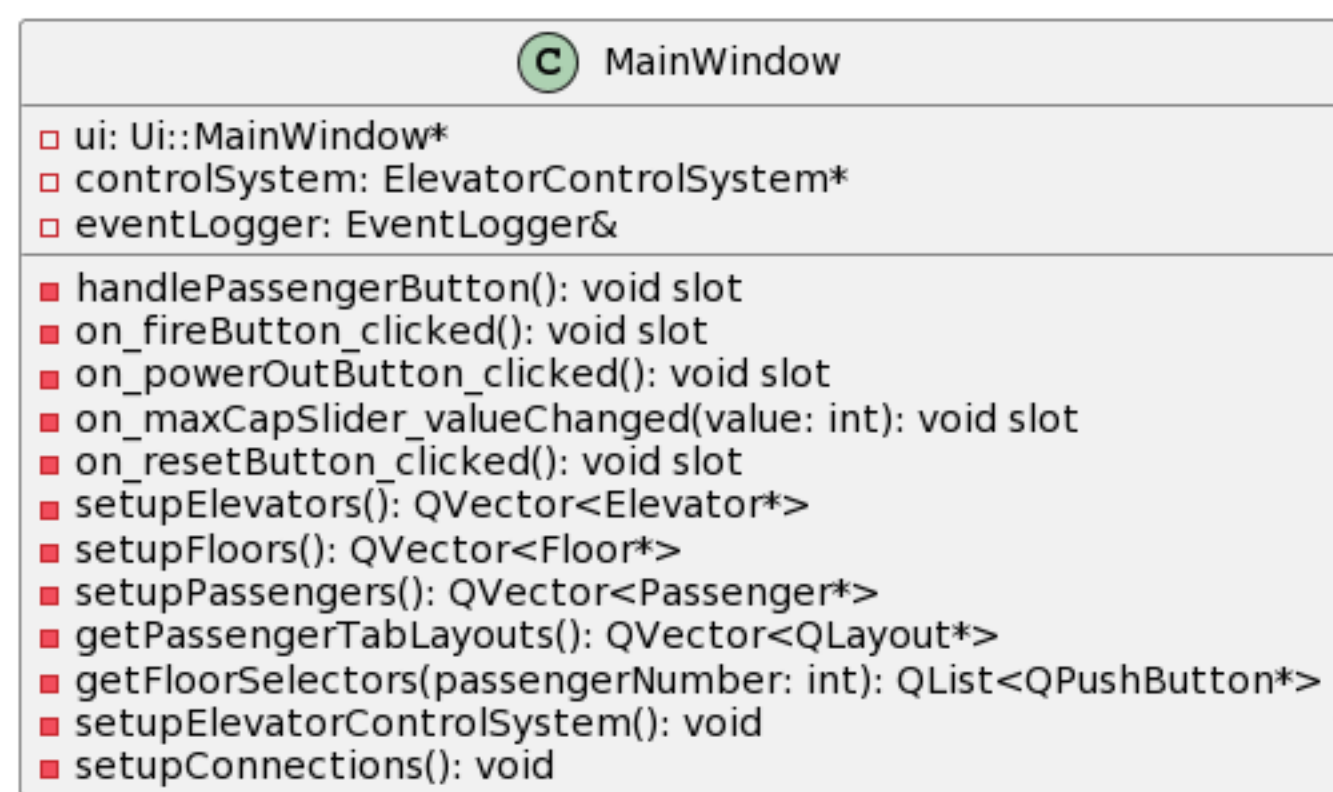 C MainWindow
ui: Ui::MainWindow*
controlSystem: ElevatorControlSystem*
eventLogger: EventLogger&
handlePassengerButton(): void slot
on_fireButton_clicked(): void slot
on_powerOutButton_clicked(): void slot
on_maxCapSlider_valueChanged(value: int): void slot
on_resetButton_clicked(): void slot
setupElevators(): QVector<Elevator*>
setupFloors(): QVector<Floor*>
setupPassengers(): QVector<Passenger*>
getPassengerTabLayouts(): QVector<QLayout*>
getFloorSelectors(passengerNumber: int): QList<QPushButton*>
setupElevatorControlSystem(): void
setupConnections(): void